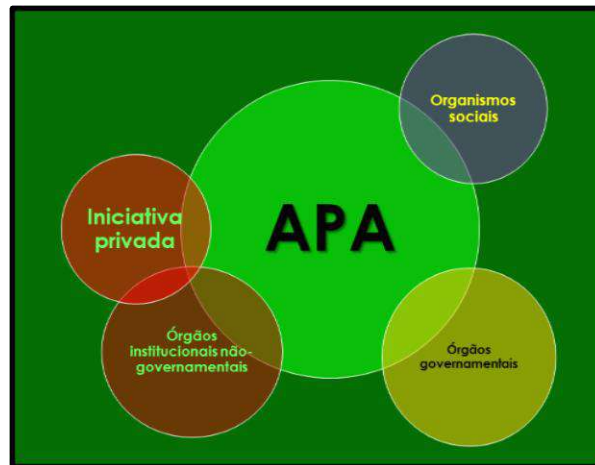 Organismos
sociais
Iniciativa
privada
APA
Órgãos
institucionais não-
governamentais
Órgãos
governamentais